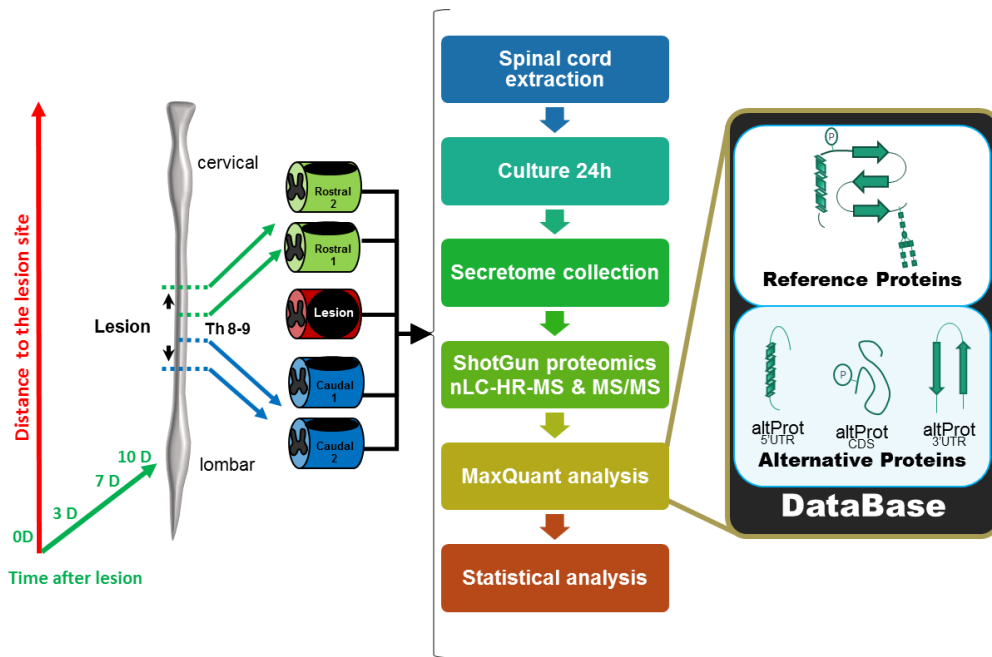 Distance to the lesion site
cervical
Lesion
Th 8-9
lombar
0D
3 D
7 D
10 D
Time after lesion
Rostral
2
Rostral
1
Lesion
Caudal
1
Caudal
2
Spinal cord
extraction
Culture 24h
Secretome collection
ShotGun proteomics
nLC-HR-MS & MS/MS
MaxQuant analysis
Statistical analysis
P
Reference Proteins
P
altProt
5'UTR
altProt
CDS
altProt
3'UTR
Alternative Proteins
DataBase